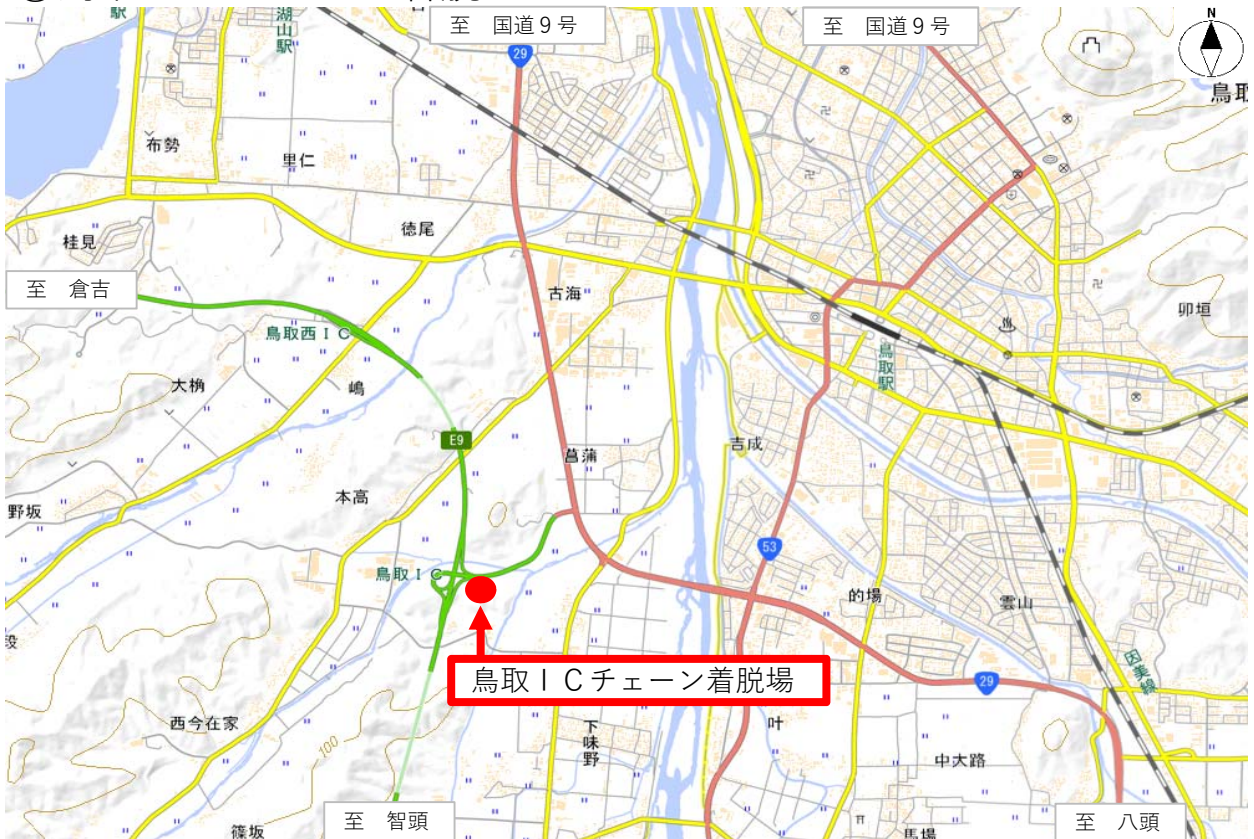 駅
湖山駅
至　国道９号
至　国道９号
N
29
鳥取
布勢
里仁
徳尾
桂見
至　倉吉
古海
卯垣
鳥取西ＩＣ
鳥取駅
大桷
嶋
E9
菖蒲
吉成
本高
野坂
53
鳥取ＩＣ
的場
雲山
段
鳥取ＩＣチェーン着脱場
29
因美線
西今在家
100
下味野
叶
中大路
至　智頭
至　八頭
篠坂
馬場